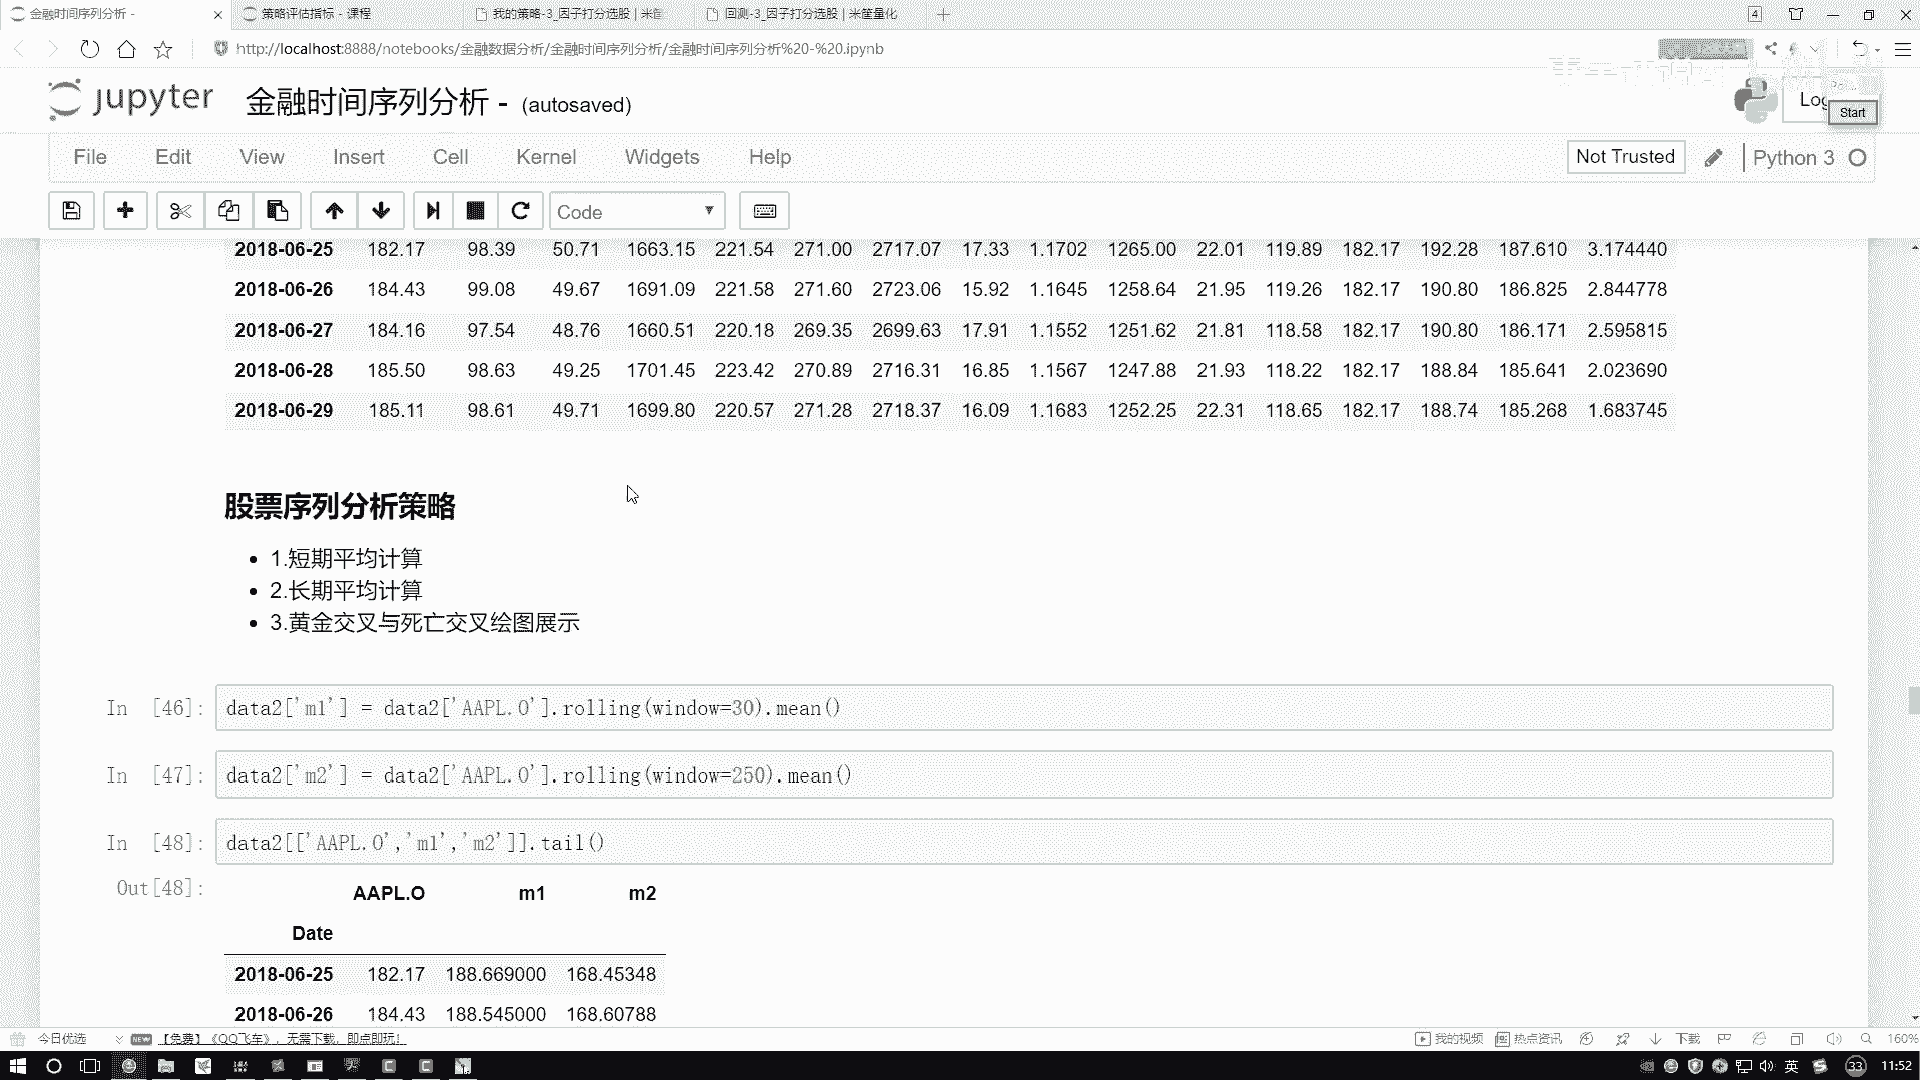 金融时间序列分析 -
策略评估指标 - 课程
我的策略-3_因子打分选股 | 米筐
回测-3_因子打分选股 | 米筐量化
4
http://localhost:8888/notebooks/金融数据分析/金融时间序列分析/金融时间序列分析%20-%20.ipynb
jupyter
金融时间序列分析 - (autosaved)
Start
File Edit View Insert Cell Kernel Widgets Help
Not Trusted
Python 3
Code
2018-06-25 182.17 98.39 50.71 1663.15 221.54 271.00 2717.07 17.33 1.1702 1265.00 22.01 119.89 182.17 192.28 187.610 3.174440
2018-06-26 184.43 99.08 49.67 1691.09 221.58 271.60 2723.06 15.92 1.1645 1258.64 21.95 119.26 182.17 190.80 186.825 2.844778
2018-06-27 184.16 97.54 48.76 1660.51 220.18 269.35 2699.63 17.91 1.1552 1251.62 21.81 118.58 182.17 190.80 186.171 2.595815
2018-06-28 185.50 98.63 49.25 1701.45 223.42 270.89 2716.31 16.85 1.1567 1247.88 21.93 118.22 182.17 188.84 185.641 2.023690
2018-06-29 185.11 98.61 49.71 1699.80 220.57 271.28 2718.37 16.09 1.1683 1252.25 22.31 118.65 182.17 188.74 185.268 1.683745
股票序列分析策略
1.短期平均计算
2.长期平均计算
3.黄金交叉与死亡交叉绘图展示
In [46]: data2['m1'] = data2['AAPL.O'].rolling(window=30).mean()
In [47]: data2['m2'] = data2['AAPL.O'].rolling(window=250).mean()
In [48]: data2[['AAPL.O','m1','m2']].tail()
Out[48]:
AAPL.O m1 m2
Date
2018-06-25 182.17 188.669000 168.45348
2018-06-26 184.43 188.545000 168.60788
今日优选
NEW 【免费】《QQ飞车》，无需下载，即点即玩！
我的视频 热点资讯 下载 160%
英 33 11:52